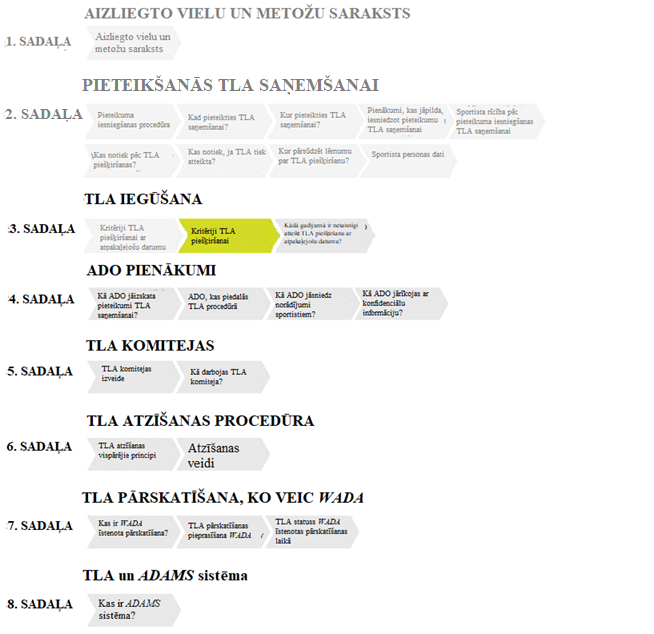 AIZLIEGTO VIELU UN METOŽU SARAKSTS
1. SADAĻA
Aizliegto vielu un
metožu saraksts
PIETEIKŠANĀS TLA SAŅEMŠANAI
2. SADAĻA
Pieteikuma
iesniegšanas procedūra
Kad pieteikties TLA
saņemšanai?
Kur pieteikties TLA
saņemšanai?
Pienākumi, kas jāpilda,
iesniedzot pieteikumu
TLA saņemšanai
Sportista rīcība pēc
pieteikuma iesniegšanas
TLA saņemšanai
Kas notiek pēc TLA
piešķiršanas?
Kas notiek, ja TLA tiek
atteikta?
Kur pārsūdzēt lēmumu
par TLA piešķiršanu?
Sportista personas dati
TLA IEGŪŠANA
3. SADAĻA
Kritēriji TLA
piešķiršanai ar
atpakaļejošu datumu
Kritēriji TLA
piešķiršanai
Kādā gadījumā ir netaisnīgi
atteikt TLA piešķiršanu ar
atpakaļejošu datumu?
ADO PIENĀKUMI
4. SADAĻA
Kā ADO jāizskata
pieteikumi TLA
saņemšanai?
ADO, kas piedalās
TLA procedūrā
Kā ADO jāsniedz
norādījumi
sportistiem?
Kā ADO jārīkojas ar
konfidenciālu
informāciju?
TLA KOMITEJAS
5. SADAĻA
TLA komitejas
izveide
Kā darbojas TLA
komiteja?
TLA ATZĪŠANAS PROCEDŪRA
6. SADAĻA
TLA atzīšanas
vispārējie principi
Atzīšanas
veidi
TLA PĀRSKATĪŠANA, KO VEIC WADA
7. SADAĻA
Kas ir WADA
īstenota pārskatīšana?
TLA pārskatīšanas
pieprasīšana WADA
TLA statuss WADA
īstenotas pārskatīšanas
laikā
TLA un ADAMS sistēma
8. SADAĻA
Kas ir ADAMS
sistēma?